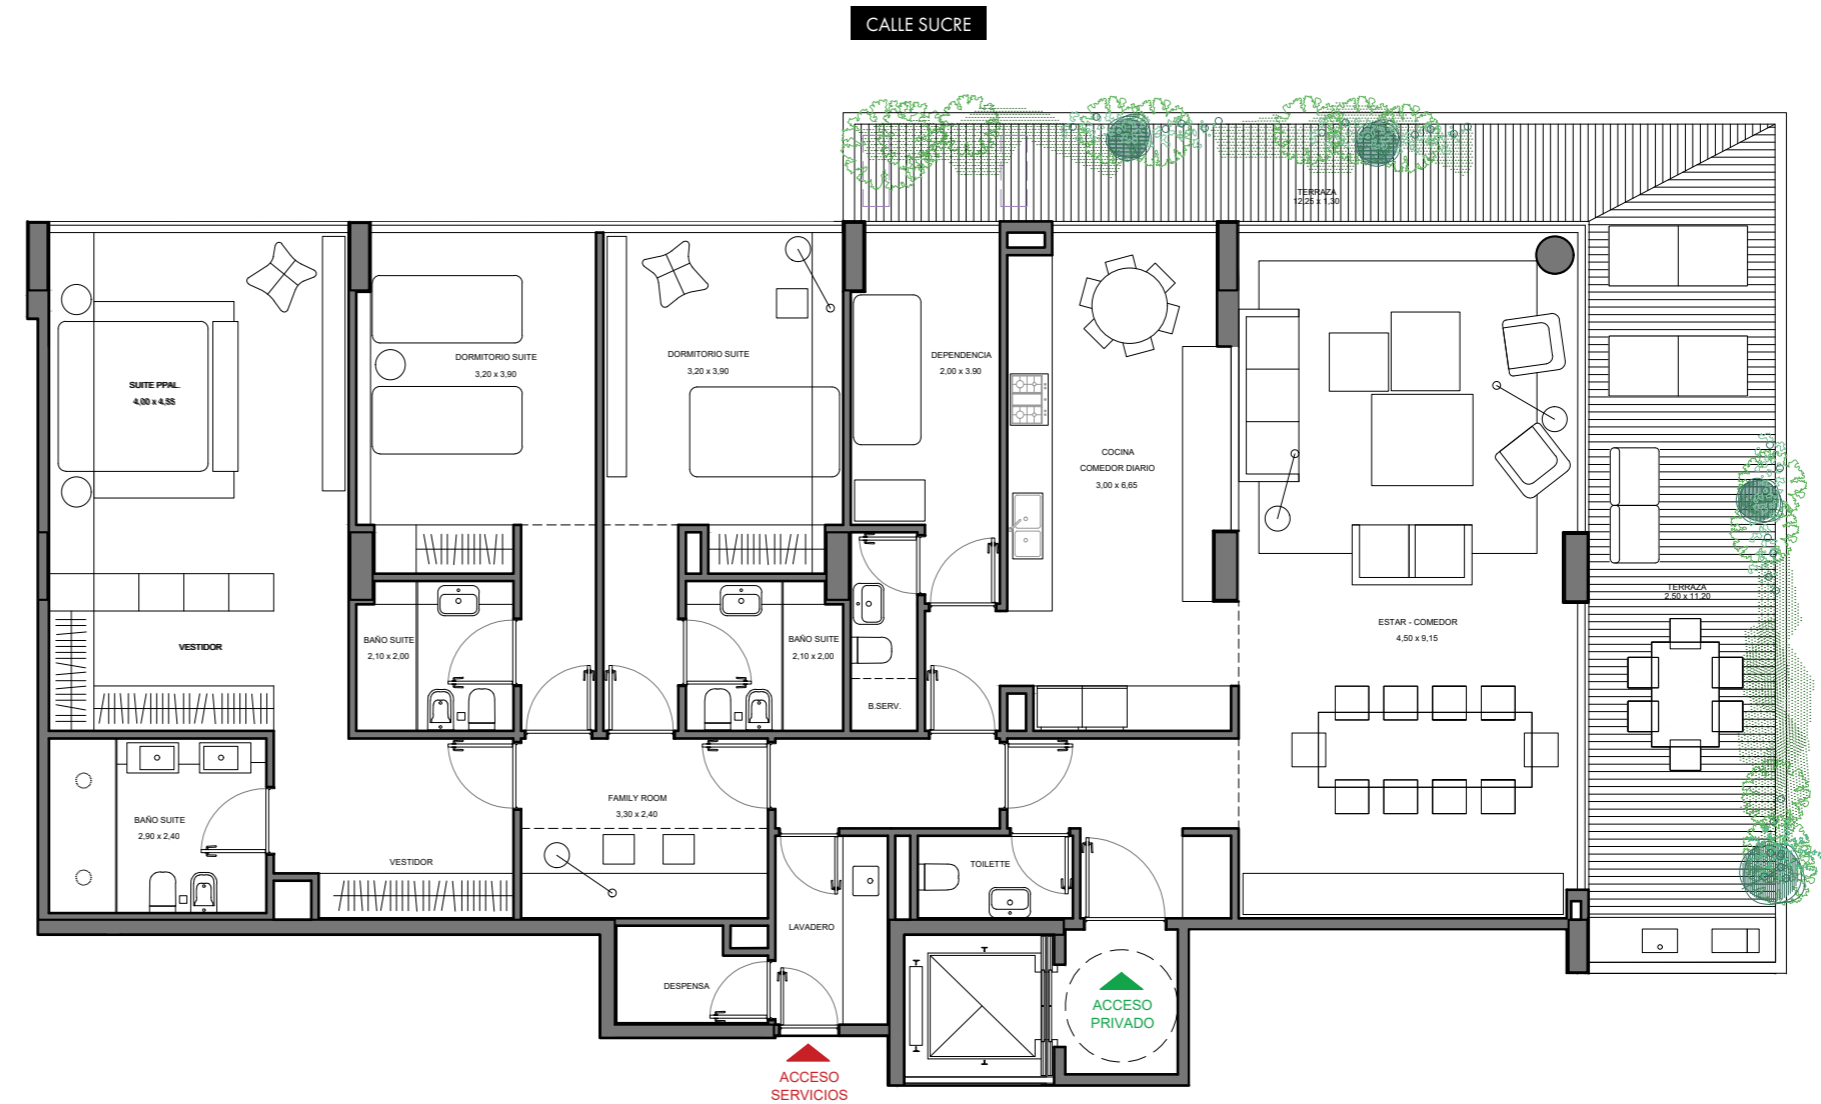 CALLE SUCRE
TERRAZA
12,25 x 1,30
SUITE PPAL.
4,00 x 4,55
DORMITORIO SUITE
3,20 x 3,90
DORMITORIO SUITE
3,20 x 3,90
DEPENDENCIA
2,00 x 3.90
COCINA
COMEDOR DIARIO
3,00 x 6,65
TERRAZA
2,50 x 11,20
ESTAR - COMEDOR
4,50 x 9,15
VESTIDOR
BAÑO SUITE
2,10 x 2,00
BAÑO SUITE
2,10 x 2,00
B.SERV.
BAÑO SUITE
2,90 x 2,40
FAMILY ROOM
3,30 x 2,40
VESTIDOR
TOILETTE
LAVADERO
DESPENSA
ACCESO
PRIVADO
ACCESO
SERVICIOS